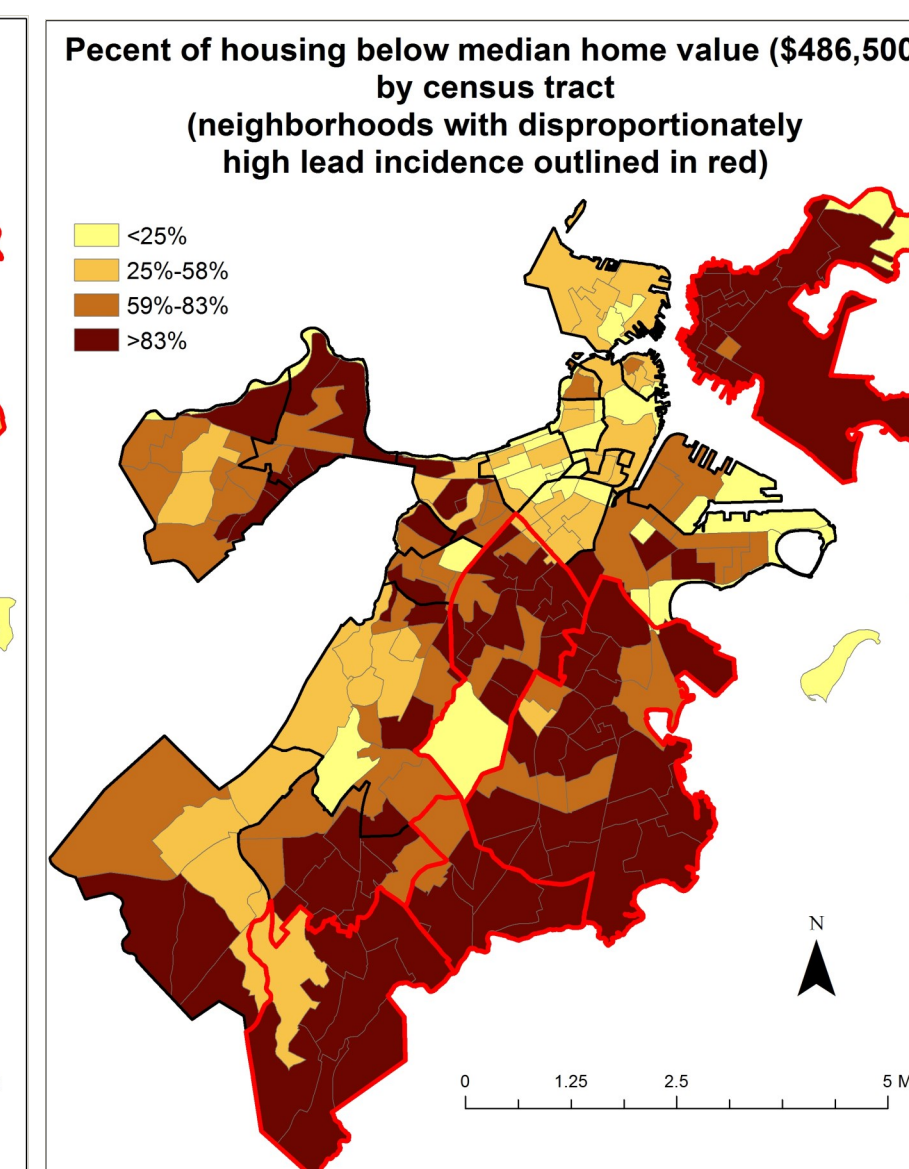 Pecent of housing below median home value ($486,500
by census tract
(neighborhoods with disproportionately
high lead incidence outlined in red)
<25%
25%-58%
59%-83%
>83%
N
0 1.25 2.5 5 M